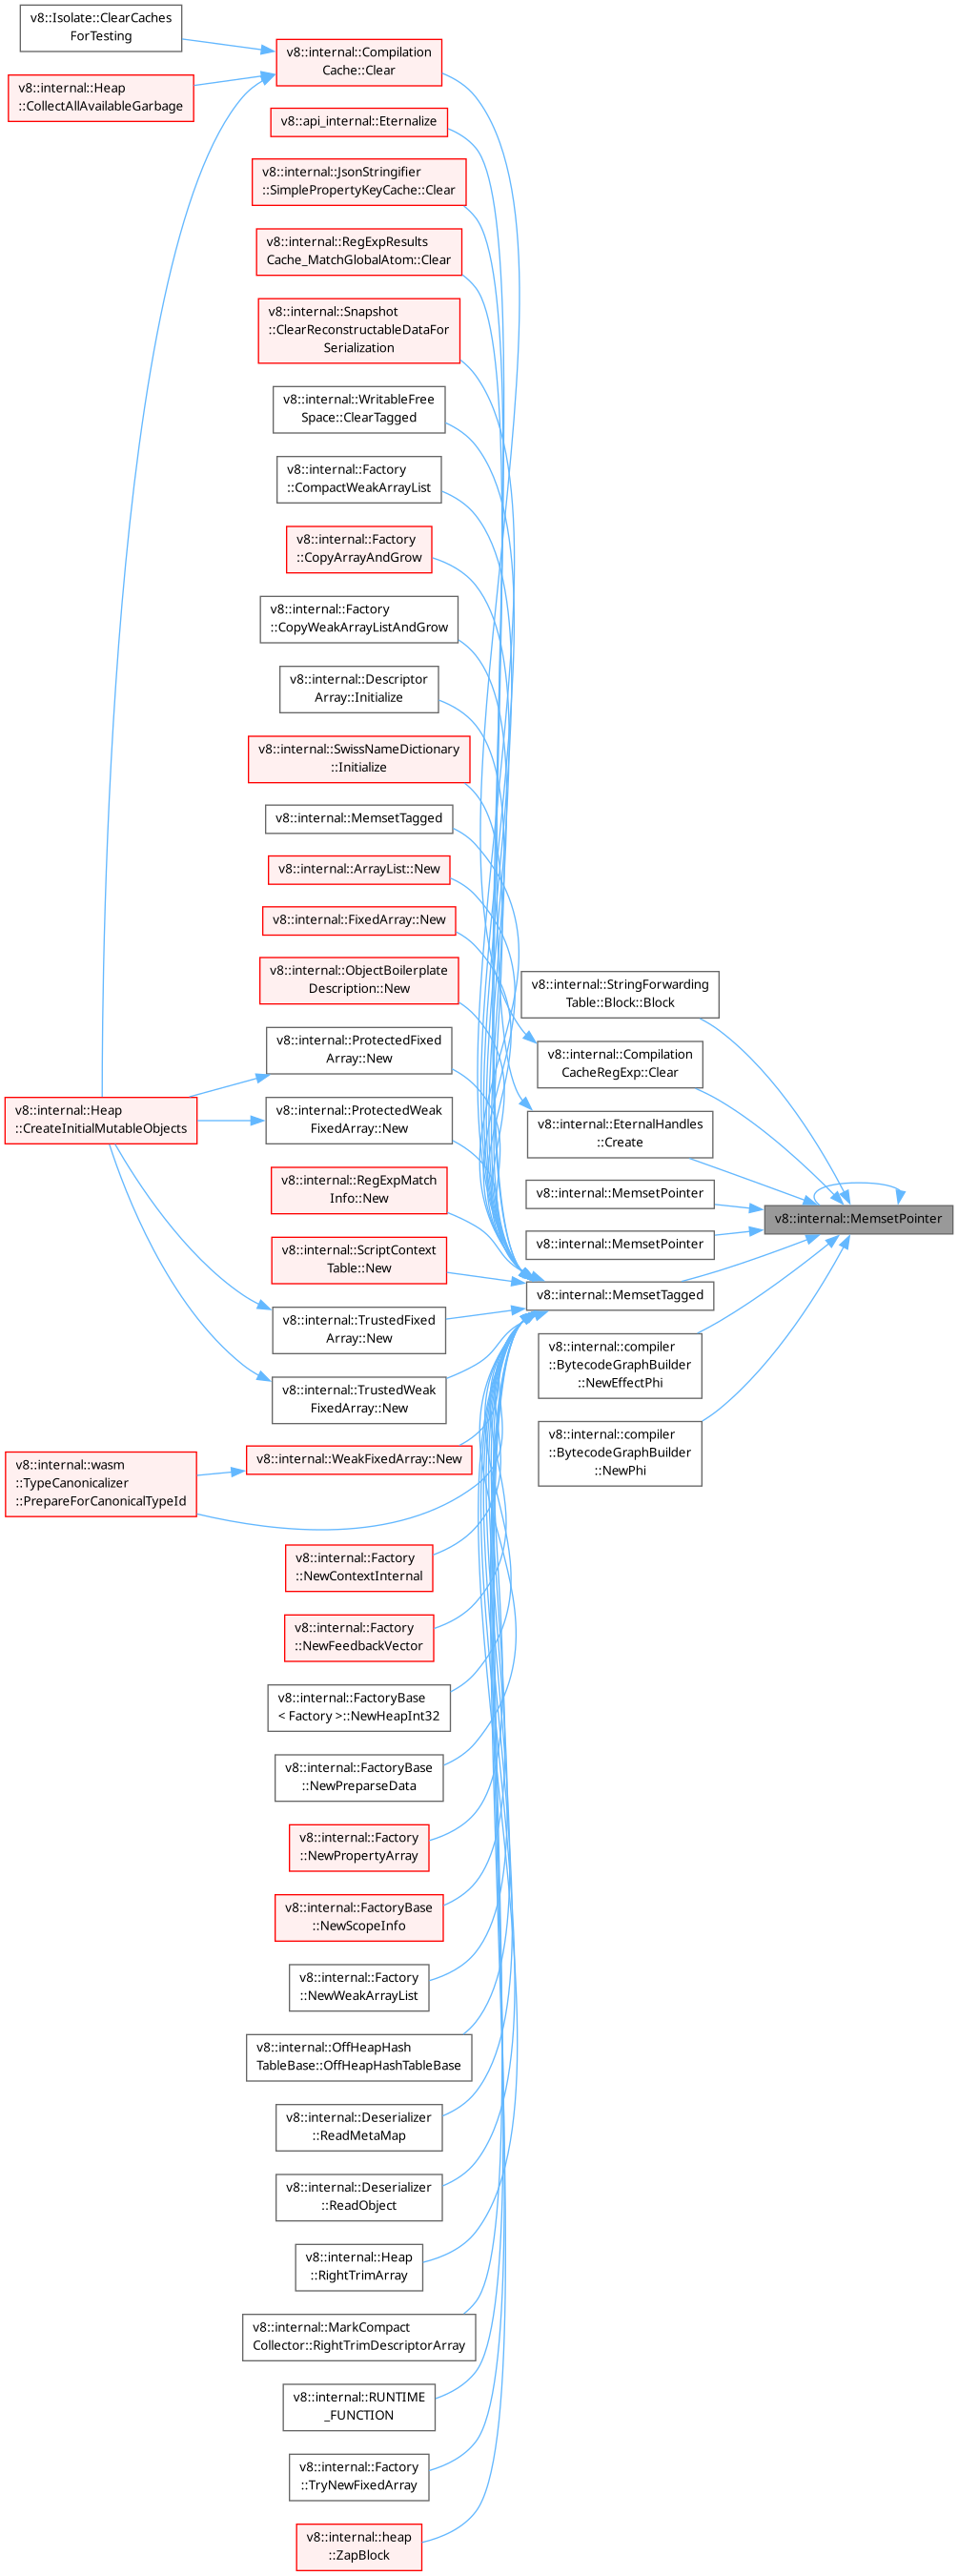 v8::Isolate::ClearCaches
ForTesting
v8::internal::Heap
::CollectAllAvailableGarbage
v8::internal::Heap
::CreateInitialMutableObjects
v8::internal::wasm
::TypeCanonicalizer
::PrepareForCanonicalTypeId
v8::internal::Compilation
Cache::Clear
v8::api_internal::Eternalize
v8::internal::JsonStringifier
::SimplePropertyKeyCache::Clear
v8::internal::RegExpResults
Cache_MatchGlobalAtom::Clear
v8::internal::Snapshot
::ClearReconstructableDataFor
Serialization
v8::internal::WritableFree
Space::ClearTagged
v8::internal::Factory
::CompactWeakArrayList
v8::internal::Factory
::CopyArrayAndGrow
v8::internal::Factory
::CopyWeakArrayListAndGrow
v8::internal::Descriptor
Array::Initialize
v8::internal::SwissNameDictionary
::Initialize
v8::internal::MemsetTagged
v8::internal::ArrayList::New
v8::internal::FixedArray::New
v8::internal::ObjectBoilerplate
Description::New
v8::internal::ProtectedFixed
Array::New
v8::internal::ProtectedWeak
FixedArray::New
v8::internal::RegExpMatch
Info::New
v8::internal::ScriptContext
Table::New
v8::internal::TrustedFixed
Array::New
v8::internal::TrustedWeak
FixedArray::New
v8::internal::WeakFixedArray::New
v8::internal::Factory
::NewContextInternal
v8::internal::Factory
::NewFeedbackVector
v8::internal::FactoryBase
< Factory >::NewHeapInt32
v8::internal::FactoryBase
::NewPreparseData
v8::internal::Factory
::NewPropertyArray
v8::internal::FactoryBase
::NewScopeInfo
v8::internal::Factory
::NewWeakArrayList
v8::internal::OffHeapHash
TableBase::OffHeapHashTableBase
v8::internal::Deserializer
::ReadMetaMap
v8::internal::Deserializer
::ReadObject
v8::internal::Heap
::RightTrimArray
v8::internal::MarkCompact
Collector::RightTrimDescriptorArray
v8::internal::RUNTIME
_FUNCTION
v8::internal::Factory
::TryNewFixedArray
v8::internal::heap
::ZapBlock
v8::internal::StringForwarding
Table::Block::Block
v8::internal::Compilation
CacheRegExp::Clear
v8::internal::EternalHandles
::Create
v8::internal::MemsetPointer
v8::internal::MemsetPointer
v8::internal::MemsetTagged
v8::internal::compiler
::BytecodeGraphBuilder
::NewEffectPhi
v8::internal::compiler
::BytecodeGraphBuilder
::NewPhi
v8::internal::MemsetPointer